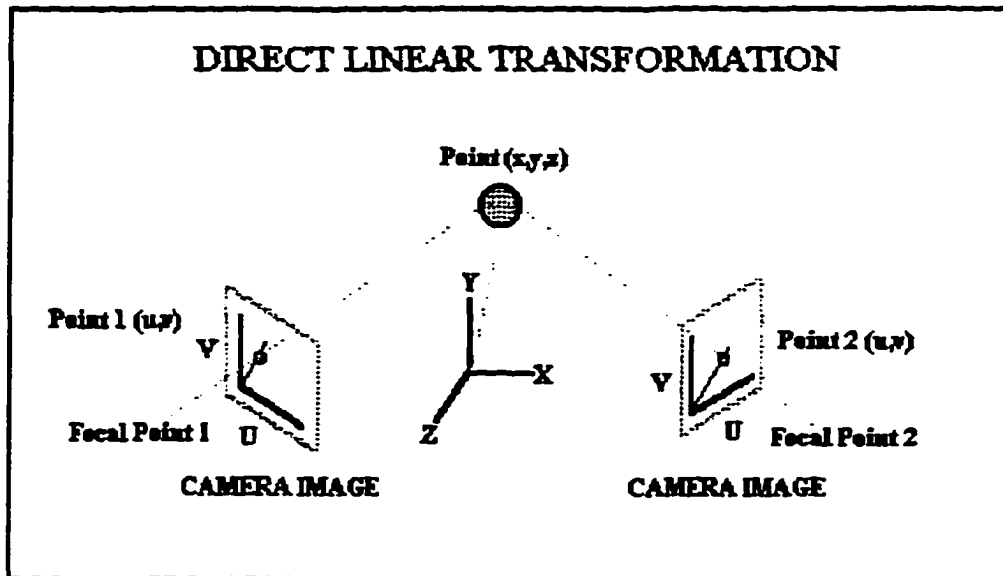 DIRECT LINEAR TRANSFORMATION
Point (x,y,z)
Y
X
Z
Point 1 (u,v)
V
U
Focal Point 1
CAMERA IMAGE
Point 2 (u,v)
V
U
Focal Point 2
CAMERA IMAGE